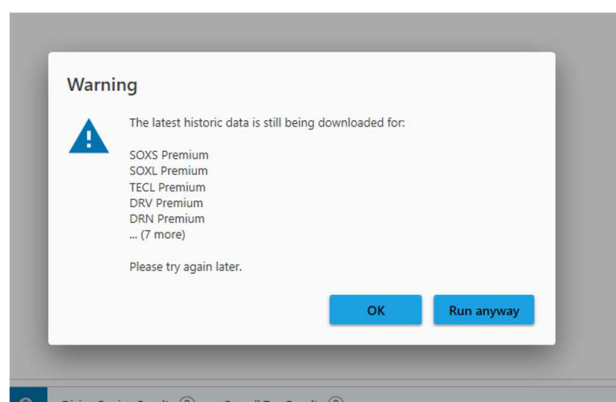 Warning
The latest historic data is still being downloaded for:
SOXS Premium
SOXL Premium
TECL Premium
DRV Premium
DRN Premium
... (7 more)
Please try again later.
OK
Run anyway